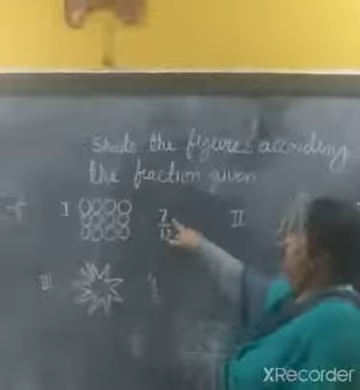 Shade the figures according
the fraction given
I 7/12 II
III
XRecorder